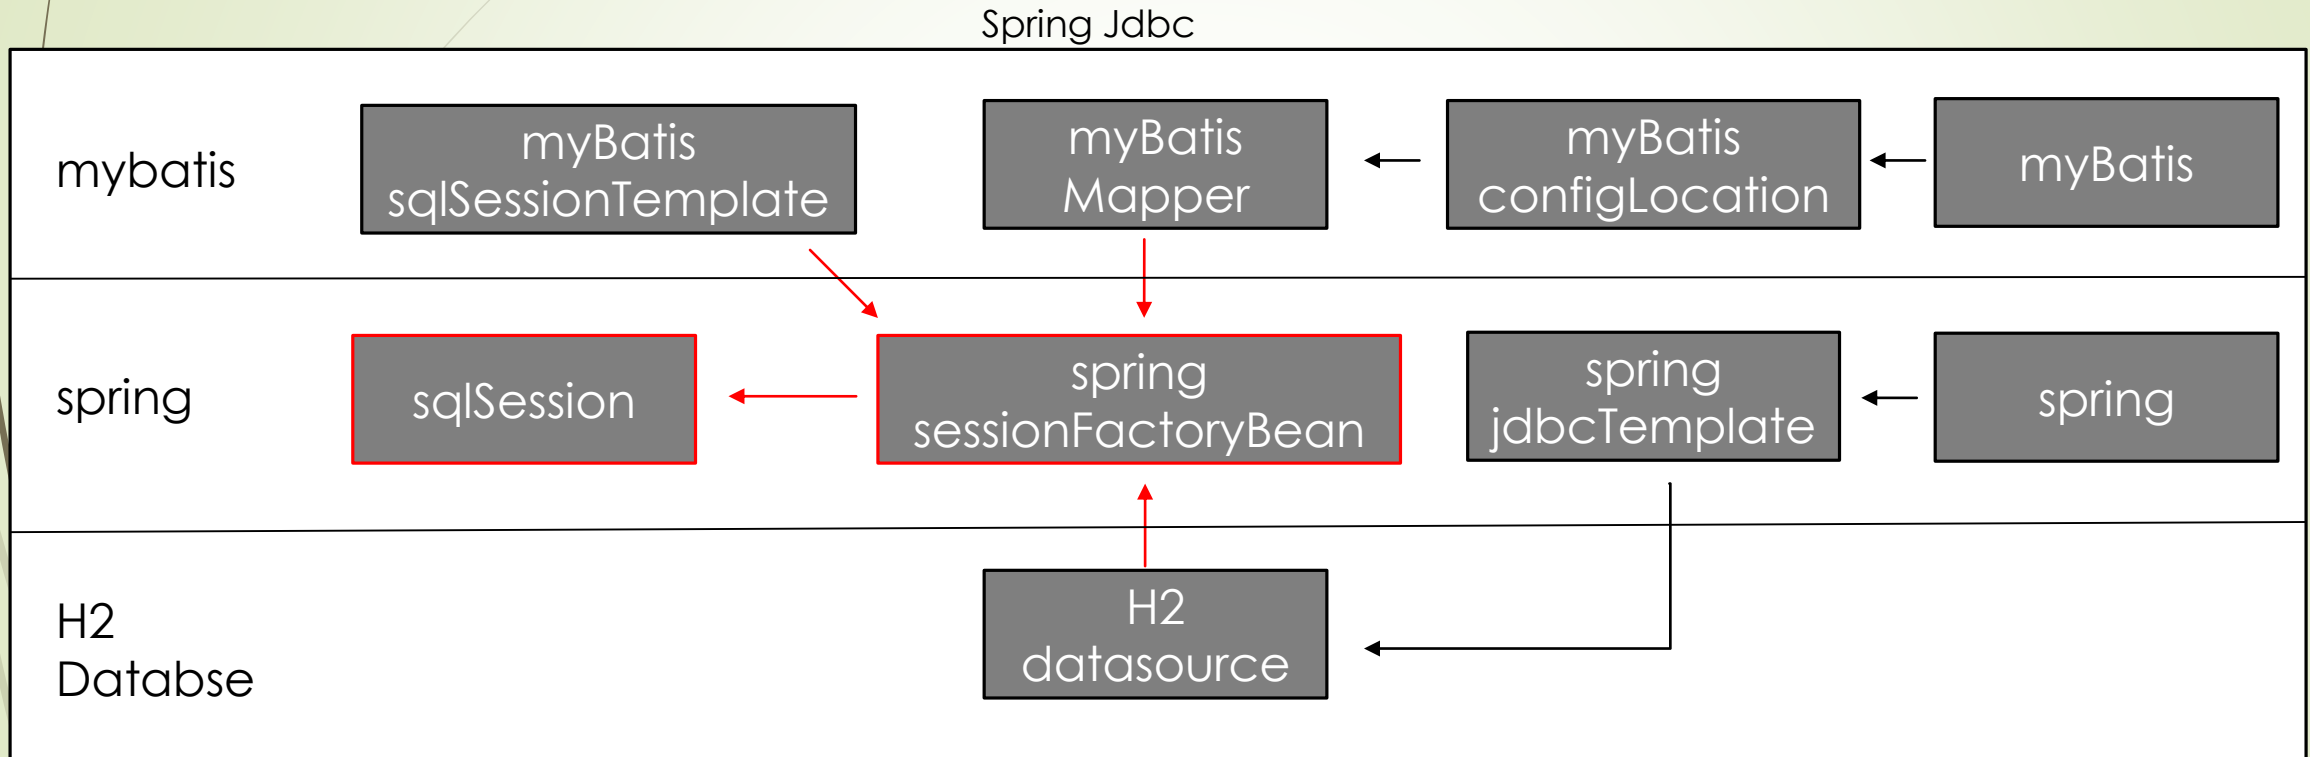 Spring Jdbc
mybatis
myBatis
sqlSessionTemplate
myBatis
Mapper
myBatis
configLocation
myBatis
spring
sqlSession
spring
sessionFactoryBean
spring
jdbcTemplate
spring
H2
Databse
H2
datasource